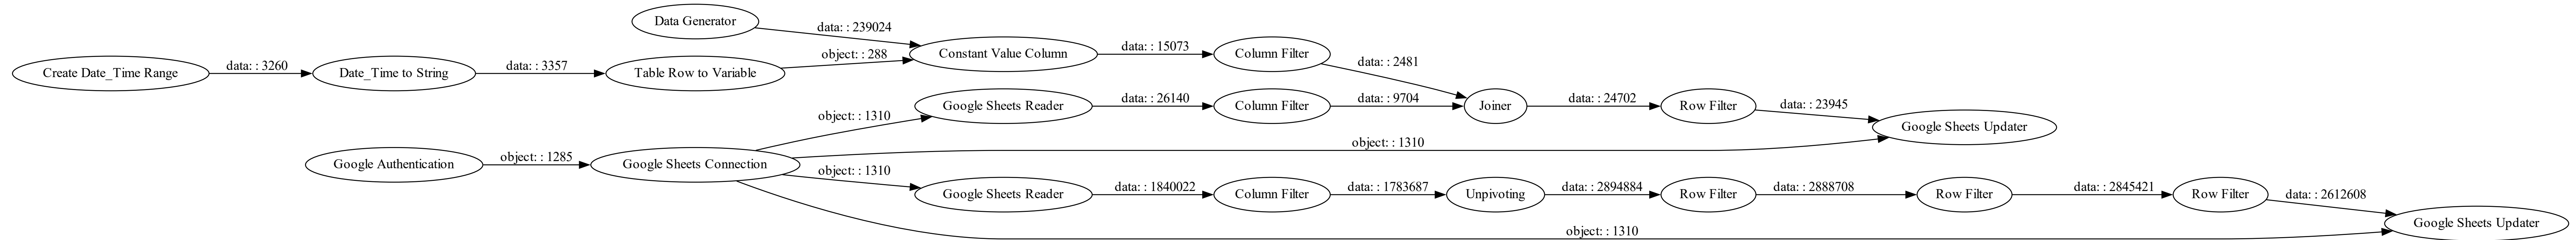 Data Generator
data: : 239024
Create Date_Time Range
data: : 3260
Date_Time to String
data: : 3357
Table Row to Variable
object: : 288
Constant Value Column
data: : 15073
Column Filter
data: : 2481
Google Sheets Reader
data: : 26140
Column Filter
data: : 9704
Joiner
data: : 24702
Row Filter
data: : 23945
Google Sheets Updater
object: : 1310
object: : 1310
Google Authentication
object: : 1285
Google Sheets Connection
object: : 1310
Google Sheets Reader
data: : 1840022
Column Filter
data: : 1783687
Unpivoting
data: : 2894884
Row Filter
data: : 2888708
Row Filter
data: : 2845421
Row Filter
data: : 2612608
Google Sheets Updater
object: : 1310